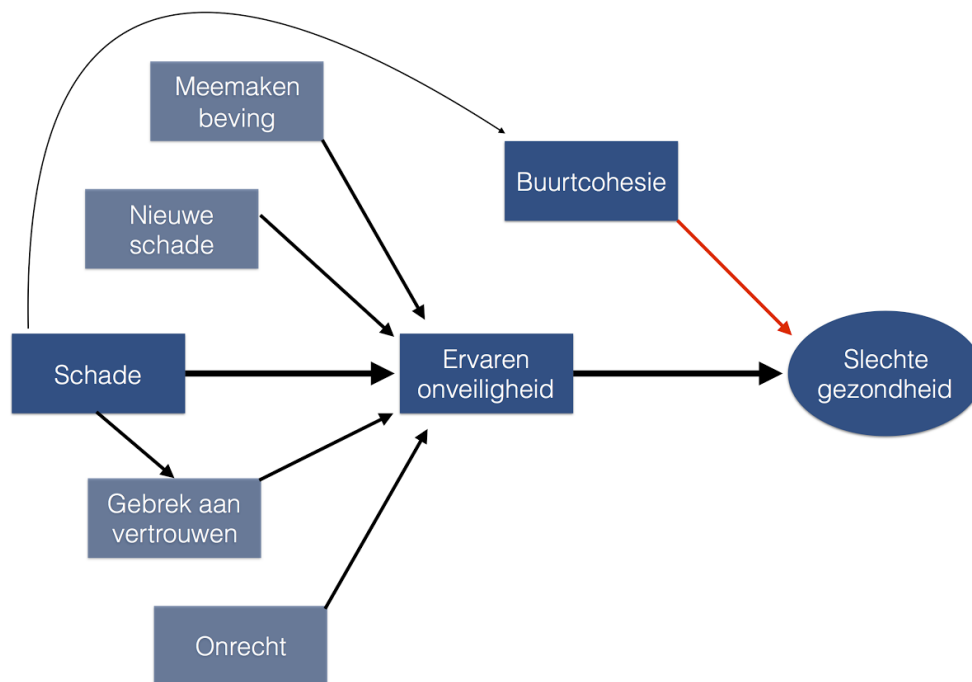 Meemaken
beving
Buurtcohesie
Nieuwe
schade
Schade
Ervaren
onveiligheid
Slechte
gezondheid
Gebrek aan
vertrouwen
Onrecht